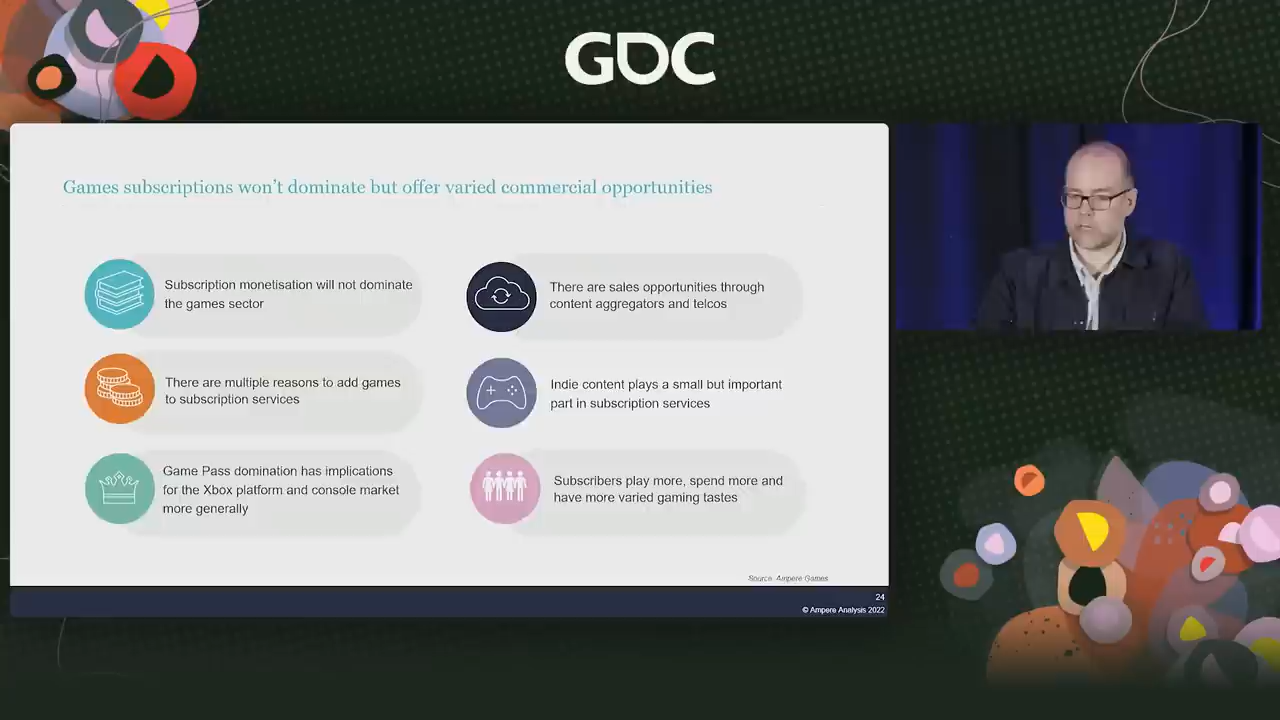 GDC
Games subscriptions won't dominate but offer varied commercial opportunities
Subscription monetisation will not dominate
the games sector
There are multiple reasons to add games
to subscription services
Game Pass domination has implications
for the Xbox platform and console market
more generally
There are sales opportunities through
content aggregators and telcos
Indie content plays a small but important
part in subscription services
Subscribers play more, spend more and
have more varied gaming tastes
Source: Ampere Games
24
© Ampere Analysis 2022